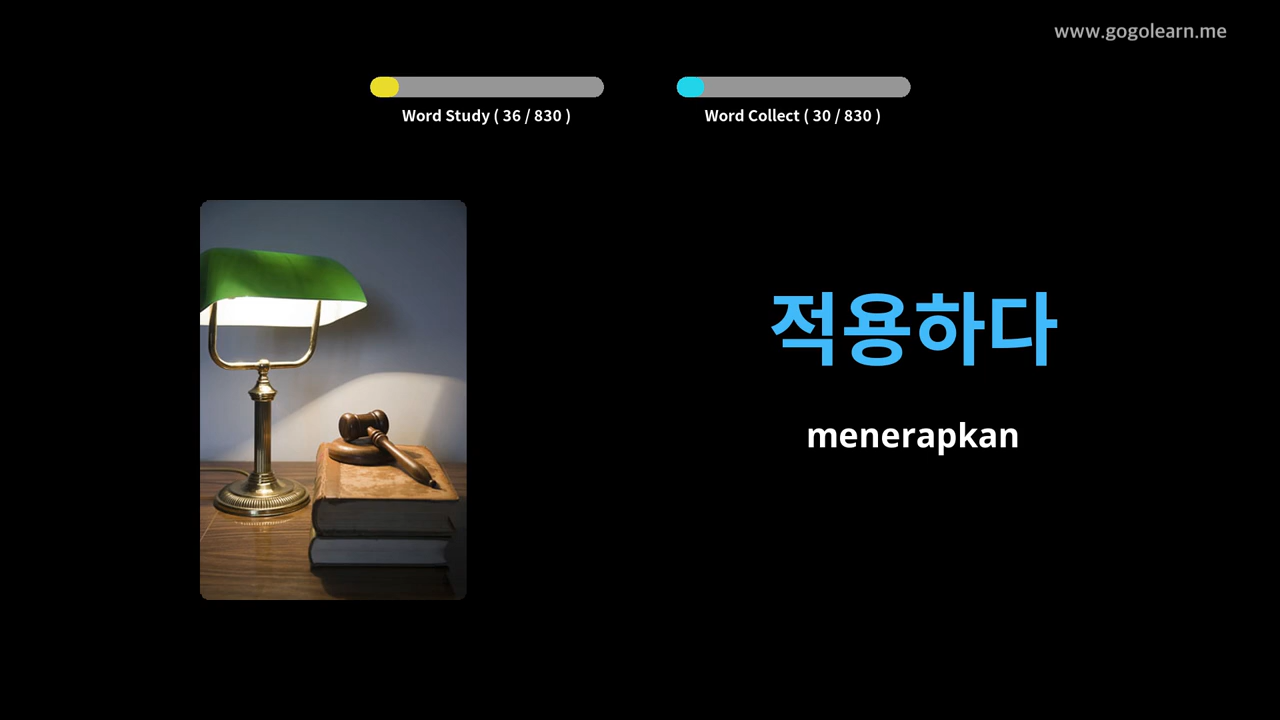 www.gogolearn.me
Word Study ( 36 / 830 )
Word Collect ( 30 / 830 )
적용하다
menerapkan